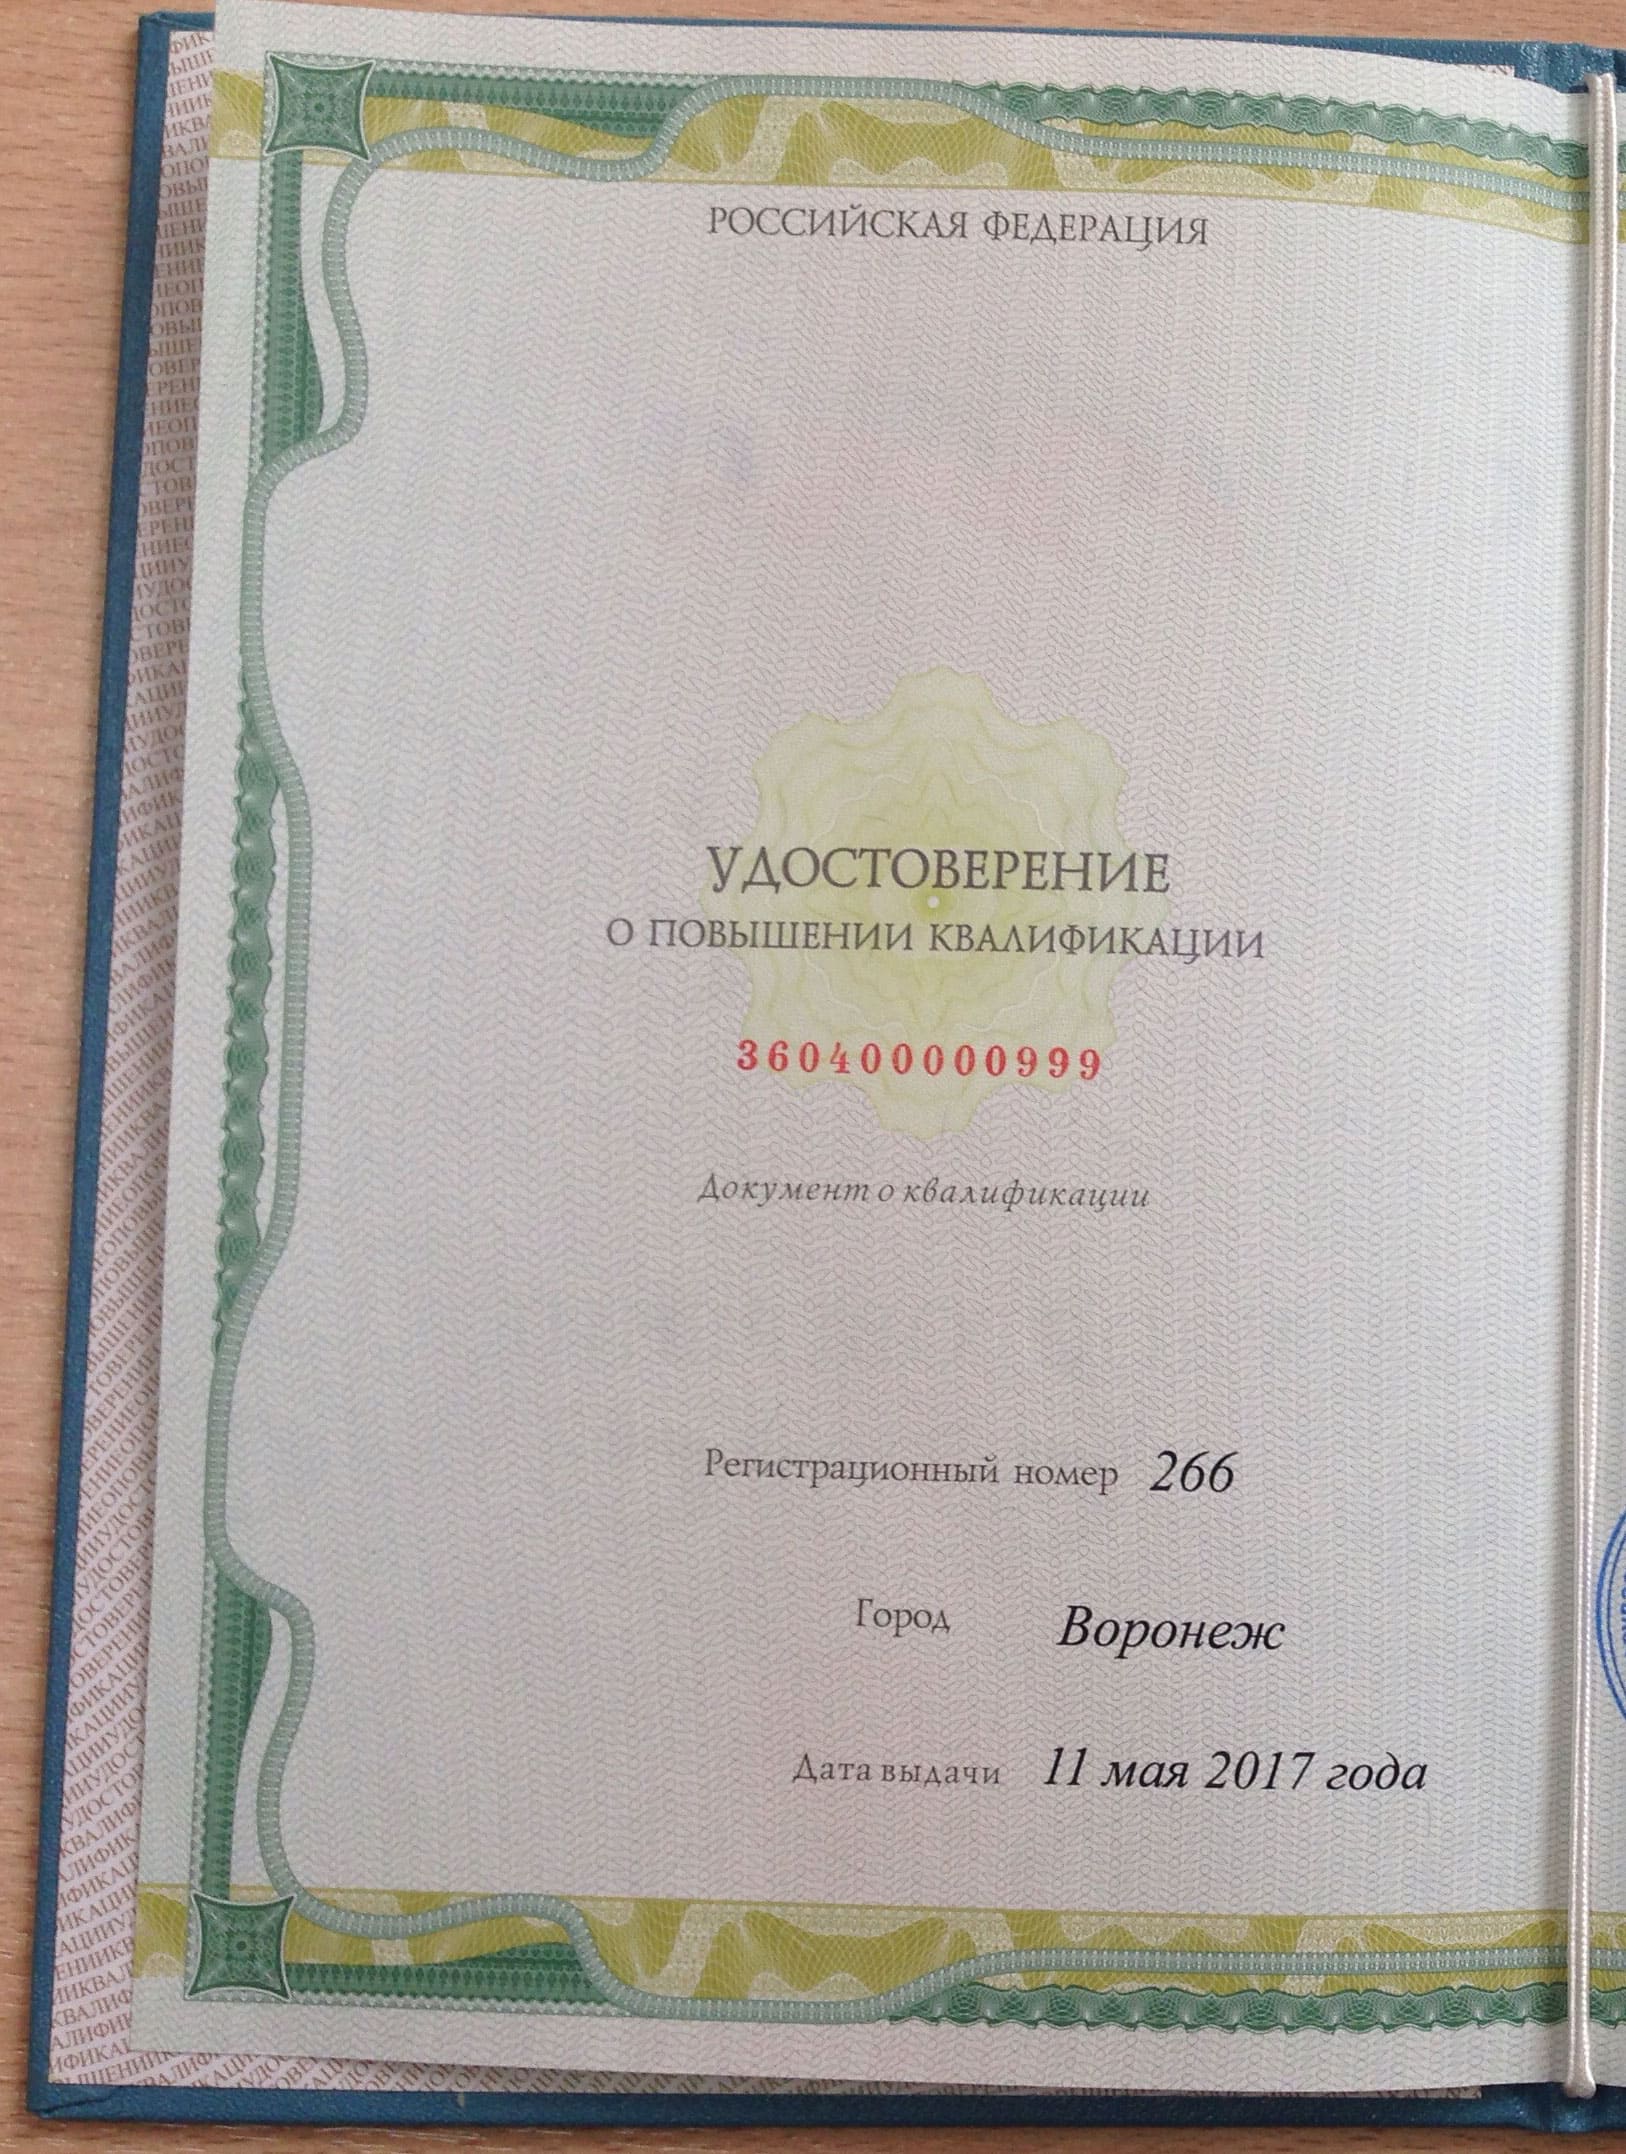 РОССИЙСКАЯ ФЕДЕРАЦИЯ
УДОСТОВЕРЕНИЕ
О ПОВЫШЕНИИ КВАЛИФИКАЦИИ
360400000999
Документ о квалификации
Регистрационный номер 266
Город Воронеж
Дата выдачи 11 мая 2017 года